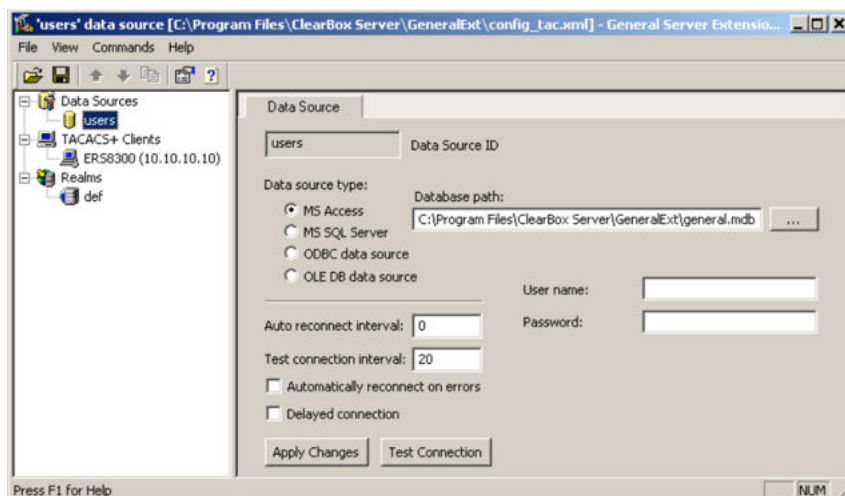 'users' data source [C:\Program Files\ClearBox Server\GeneralExt\config_tac.xml] - General Server Extensio...
File View Commands Help
Data Sources
users
TACACS+ Clients
ERS8300 (10.10.10.10)
Realms
def
Data Source
users Data Source ID
Data source type:
MS Access
MS SQL Server
ODBC data source
OLE DB data source
Database path:
C:\Program Files\ClearBox Server\GeneralExt\general.mdb ...
User name:
Password:
Auto reconnect interval: 0
Test connection interval: 20
Automatically reconnect on errors
Delayed connection
Apply Changes Test Connection
Press F1 for Help NUM